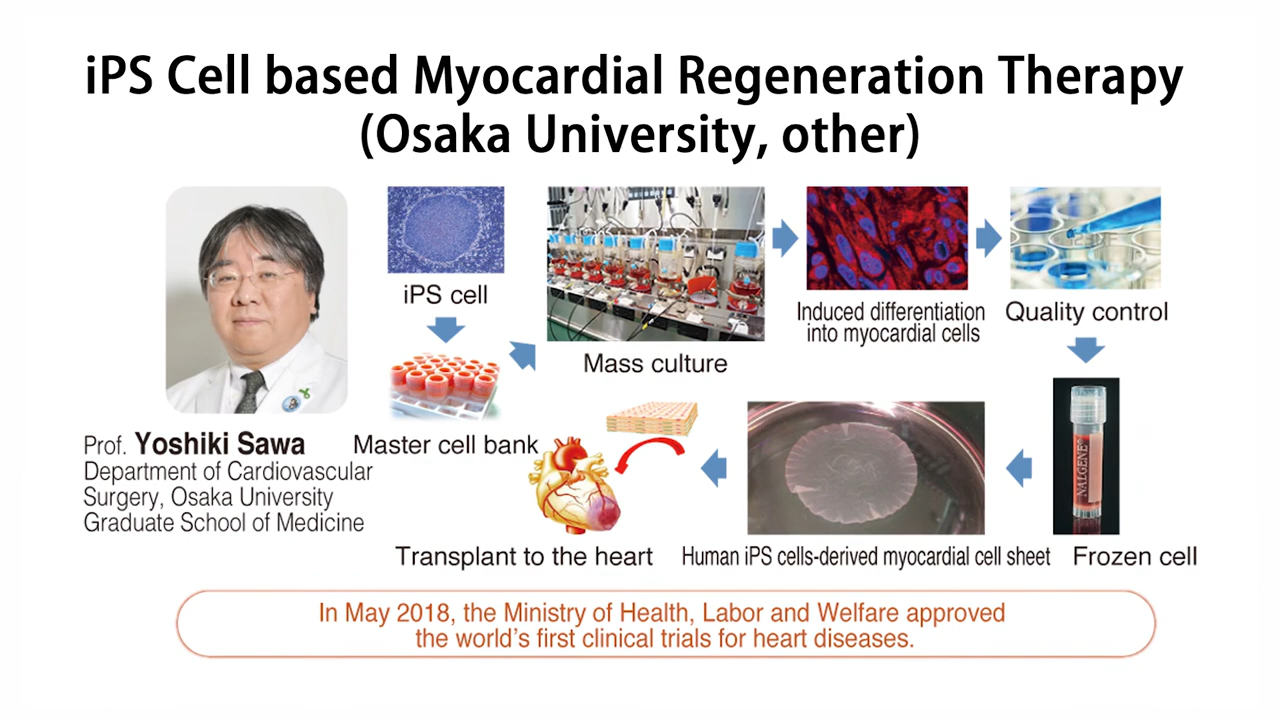 iPS Cell based Myocardial Regeneration Therapy
(Osaka University, other)
iPS cell
Master cell bank
Mass culture
Induced differentiation
into myocardial cells
Quality control
NALGENE
Frozen cell
Human iPS cells-derived myocardial cell sheet
Transplant to the heart
Prof. Yoshiki Sawa
Department of Cardiovascular
Surgery, Osaka University
Graduate School of Medicine
In May 2018, the Ministry of Health, Labor and Welfare approved
the world's first clinical trials for heart diseases.